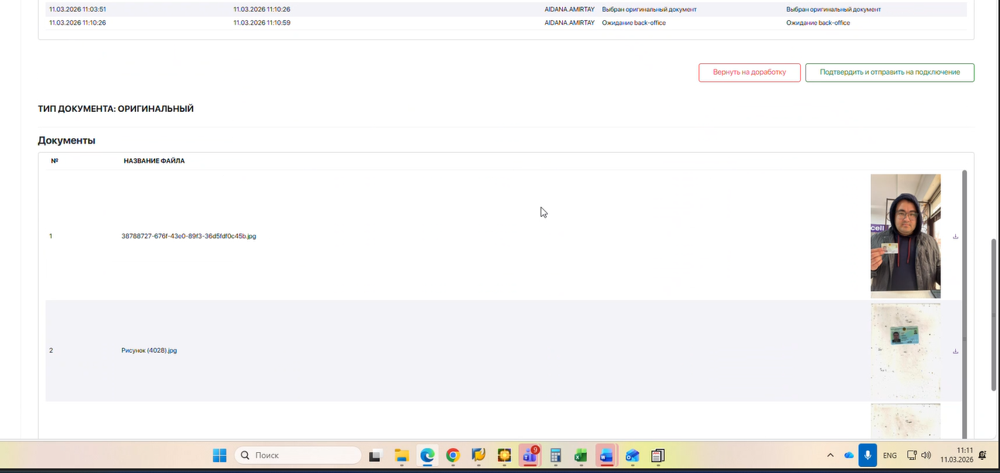 11.03.2026 11:03:51 11.03.2026 11:10:26 AIDANA.AMIRTAY Выбран оригинальный документ Выбран оригинальный документ
11.03.2026 11:10:26 11.03.2026 11:10:59 AIDANA.AMIRTAY Ожидание back-office Ожидание back-office
Вернуть на доработку Подтвердить и отправить на подключение
ТИП ДОКУМЕНТА: ОРИГИНАЛЬНЫЙ
Документы
№ НАЗВАНИЕ ФАЙЛА
cell
1 38788727-676f-43e0-89f3-36d5fdf0c45b.jpg
2 Рисунок (4028).jpg
Поиск 9 ENG 11:11
11.03.2026